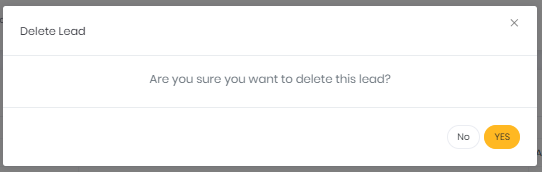 Delete Lead
Are you sure you want to delete this lead?
No
YES